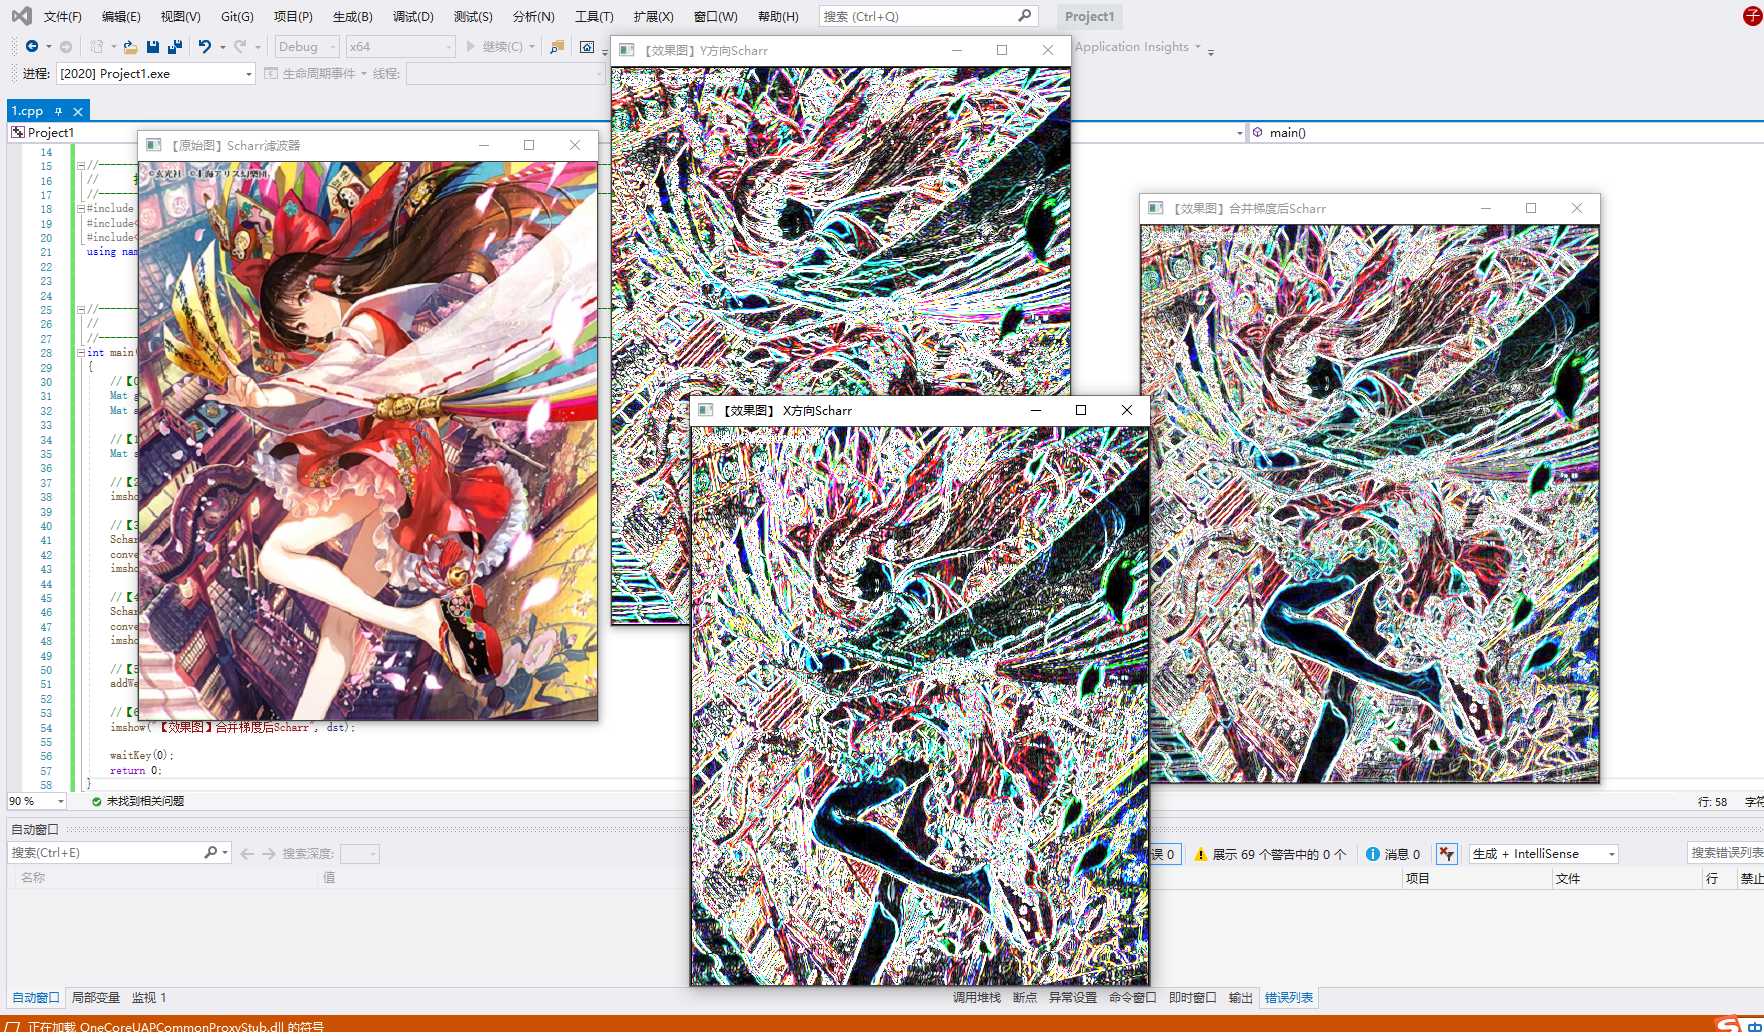 文件(F) 编辑(E) 视图(V) Git(G) 项目(P) 生成(B) 调试(D) 测试(S) 分析(N) 工具(T) 扩展(X) 窗口(W) 帮助(H) 搜索 (Ctrl+Q) Project1 子
Debug x64 继续(C) Application Insights
进程: [2020] Project1.exe 生命周期事件 线程:
1.cpp
Project1 main()
【原始图】Scharr滤波器
【效果图】Y方向Scharr
【效果图】合并梯度后Scharr
【效果图】 X方向Scharr
14
15 //
16 //
17 //
18 #include
19 #include<
20 #include<
21 using nam
22
23
24
25 //
26 //
27 //
28 int main(
29 {
30 //【0
31 Mat g
32 Mat s
33
34 //【1
35 Mat s
36
37 //【2
38 imsho
39
40 //【3
41 Schar
42 conve
43 imsho
44
45 //【4
46 Schar
47 conve
48 imsho
49
50 //【5
51 addWe
52
53 //【6
54 imshow("【效果图】合并梯度后Scharr", dst);
55
56 waitKey(0);
57 return 0;
58 }
90 % 未找到相关问题 行: 58 字符
自动窗口
搜索(Ctrl+E) 搜索深度:
名称 值
误 0 展示 69 个警告中的 0 个 消息 0 生成 + IntelliSense 搜索错误列表
项目 文件 行 禁止
自动窗口 局部变量 监视 1
调用堆栈 断点 异常设置 命令窗口 即时窗口 输出 错误列表
正在加载 OneCoreUAPCommonProxyStub.dll 的符号
中